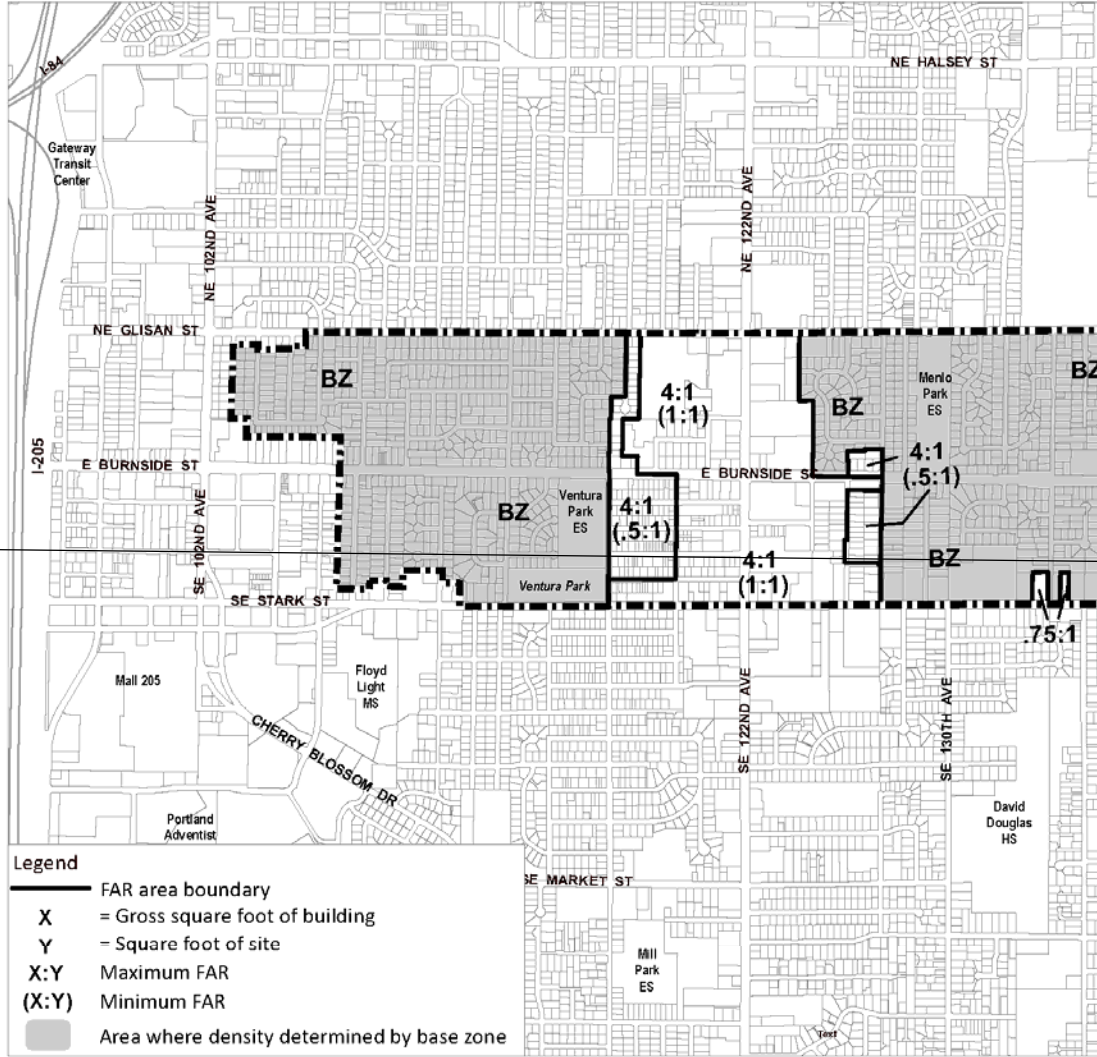 NE HALSEY ST
I-84
Gateway
Transit
Center
NE 102ND AVE
NE 122ND AVE
NE GLISAN ST
BZ
4:1
(1:1)
BZ
Menlo
Park
ES
BZ
I-205
E BURNSIDE ST
E BURNSIDE ST
4:1
(.5:1)
SE 102ND AVE
BZ
Ventura
Park
ES
4:1
(.5:1)
4:1
(1:1)
BZ
Ventura Park
SE STARK ST
.75:1
Mall 205
Floyd
Light
MS
SE 122ND AVE
SE 130TH AVE
CHERRY BLOSSOM DR
Portland
Adventist
David
Douglas
HS
SE MARKET ST
Mill
Park
ES
Text
Legend
FAR area boundary
X = Gross square foot of building
Y = Square foot of site
X:Y Maximum FAR
(X:Y) Minimum FAR
Area where density determined by base zone